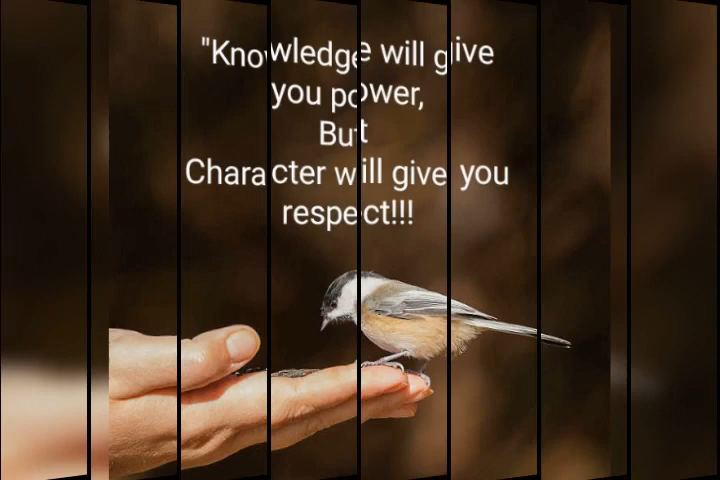 "Knowledge will give
you power,
But
Character will give you
respect!!!